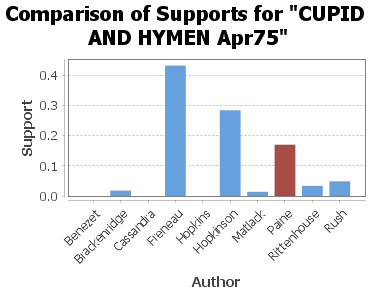 Comparison of Supports for "CUPID
AND HYMEN Apr75"
0.4
0.3
0.2
0.1
0.0
Support
Benezet
Brackenridge
Cassandra
Freneau
Hopkins
Hopkinson
Matlack
Paine
Rittenhouse
Rush
Author